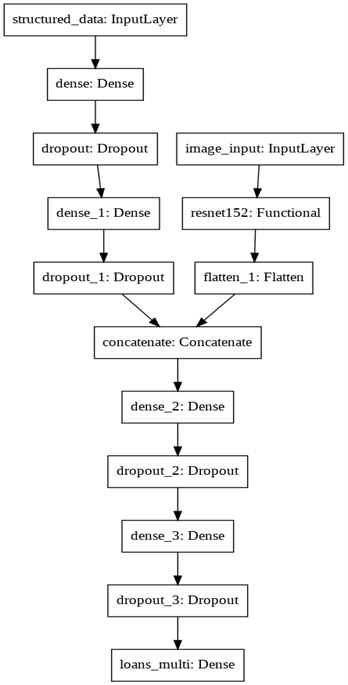 structured_data: InputLayer
dense: Dense
dropout: Dropout
image_input: InputLayer
dense_1: Dense
resnet152: Functional
dropout_1: Dropout
flatten_1: Flatten
concatenate: Concatenate
dense_2: Dense
dropout_2: Dropout
dense_3: Dense
dropout_3: Dropout
loans_multi: Dense